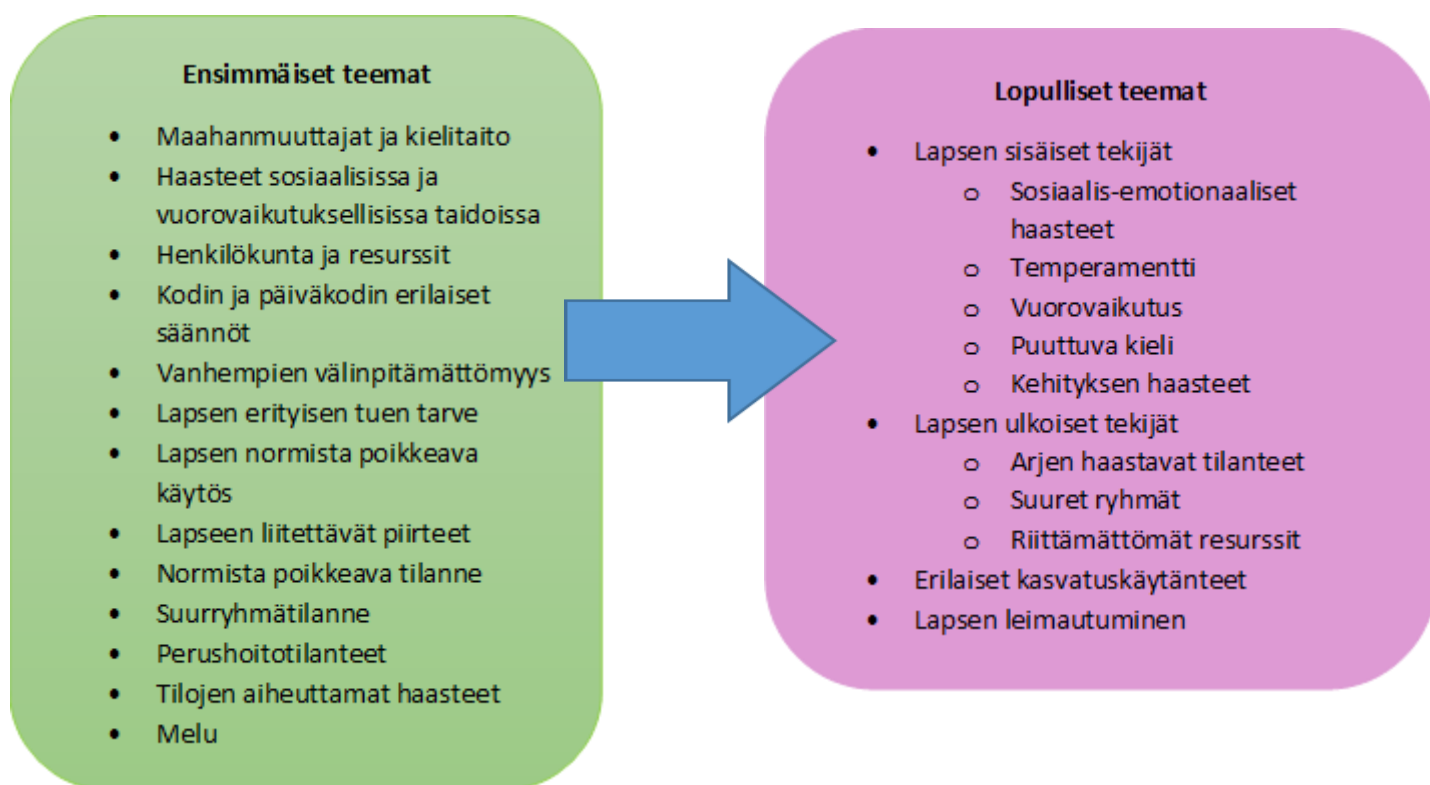 Ensimmäiset teemat
• Maahanmuuttajat ja kielitaito
• Haasteet sosiaalisissa ja
vuorovaikutuksellisissa taidoissa
• Henkilökunta ja resurssit
• Kodin ja päiväkodin erilaiset
säännöt
• Vanhempien välinpitämättömyys
• Lapsen erityisen tuen tarve
• Lapsen normista poikkeava
käytös
• Lapseen liitettävät piirteet
• Normista poikkeava tilanne
• Suurryhmätilanne
• Perushoitotilanteet
• Tilojen aiheuttamat haasteet
• Melu
Lopulliset teemat
• Lapsen sisäiset tekijät
o Sosiaalis-emotionaaliset
haasteet
o Temperamentti
o Vuorovaikutus
o Puuttuva kieli
o Kehityksen haasteet
• Lapsen ulkoiset tekijät
o Arjen haastavat tilanteet
o Suuret ryhmät
o Riittämättömät resurssit
• Erilaiset kasvatuskäytänteet
• Lapsen leimautuminen